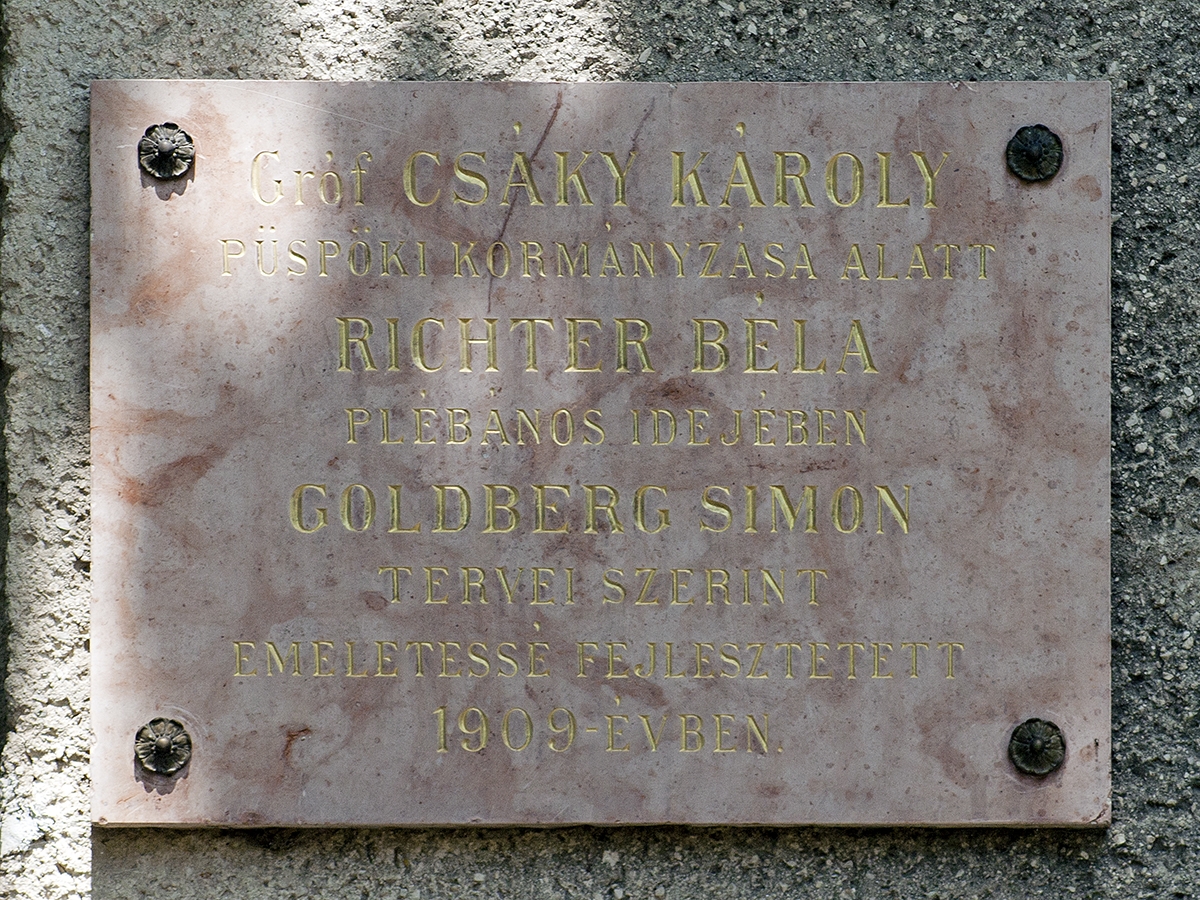 Gróf CSÁKY KÁROLY
PÜSPÖKI KORMÁNYZÁSA ALATT
RICHTER BÉLA
PLÉBÁNOS IDEJÉBEN
GOLDBERG SIMON
TERVEI SZERINT
EMELETESSÉ FEJLESZTETETT
1909-ÉVBEN.